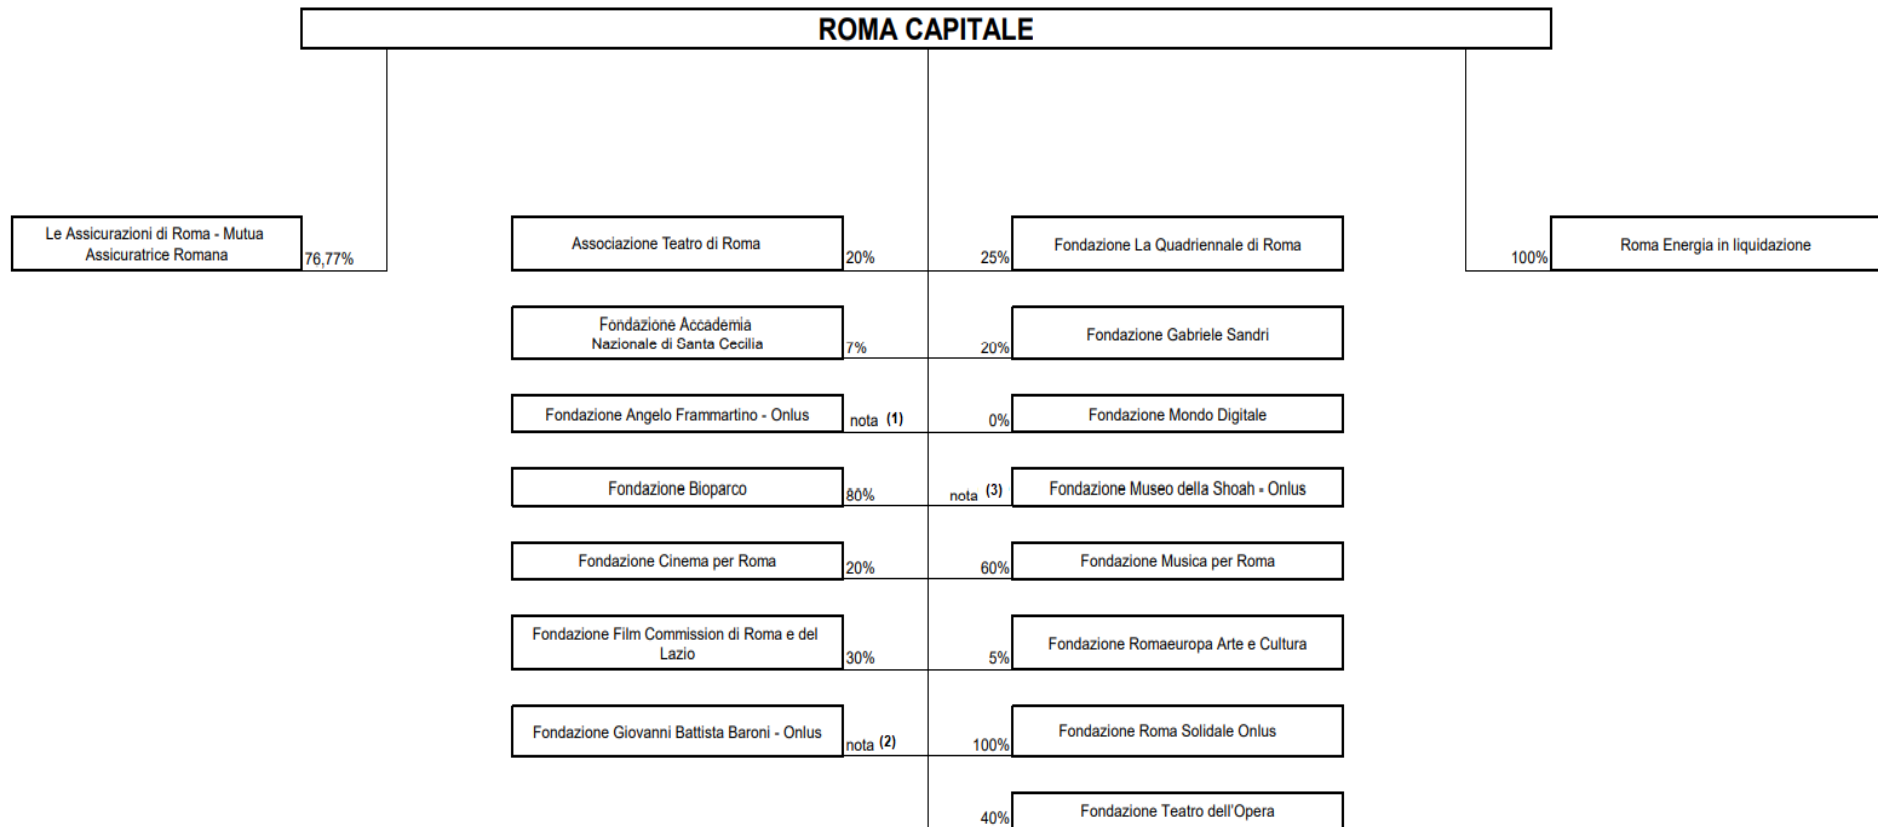 ROMA CAPITALE
Le Assicurazioni di Roma - Mutua
Assicuratrice Romana
76,77%
Associazione Teatro di Roma
20%
25%
Fondazione La Quadriennale di Roma
100%
Roma Energia in liquidazione
Fondazione Accademia
Nazionale di Santa Cecilia
7%
20%
Fondazione Gabriele Sandri
Fondazione Angelo Frammartino - Onlus
nota (1)
0%
Fondazione Mondo Digitale
Fondazione Bioparco
80%
nota (3)
Fondazione Museo della Shoah - Onlus
Fondazione Cinema per Roma
20%
60%
Fondazione Musica per Roma
Fondazione Film Commission di Roma e del
Lazio
30%
5%
Fondazione Romaeuropa Arte e Cultura
Fondazione Giovanni Battista Baroni - Onlus
nota (2)
100%
Fondazione Roma Solidale Onlus
40%
Fondazione Teatro dell'Opera